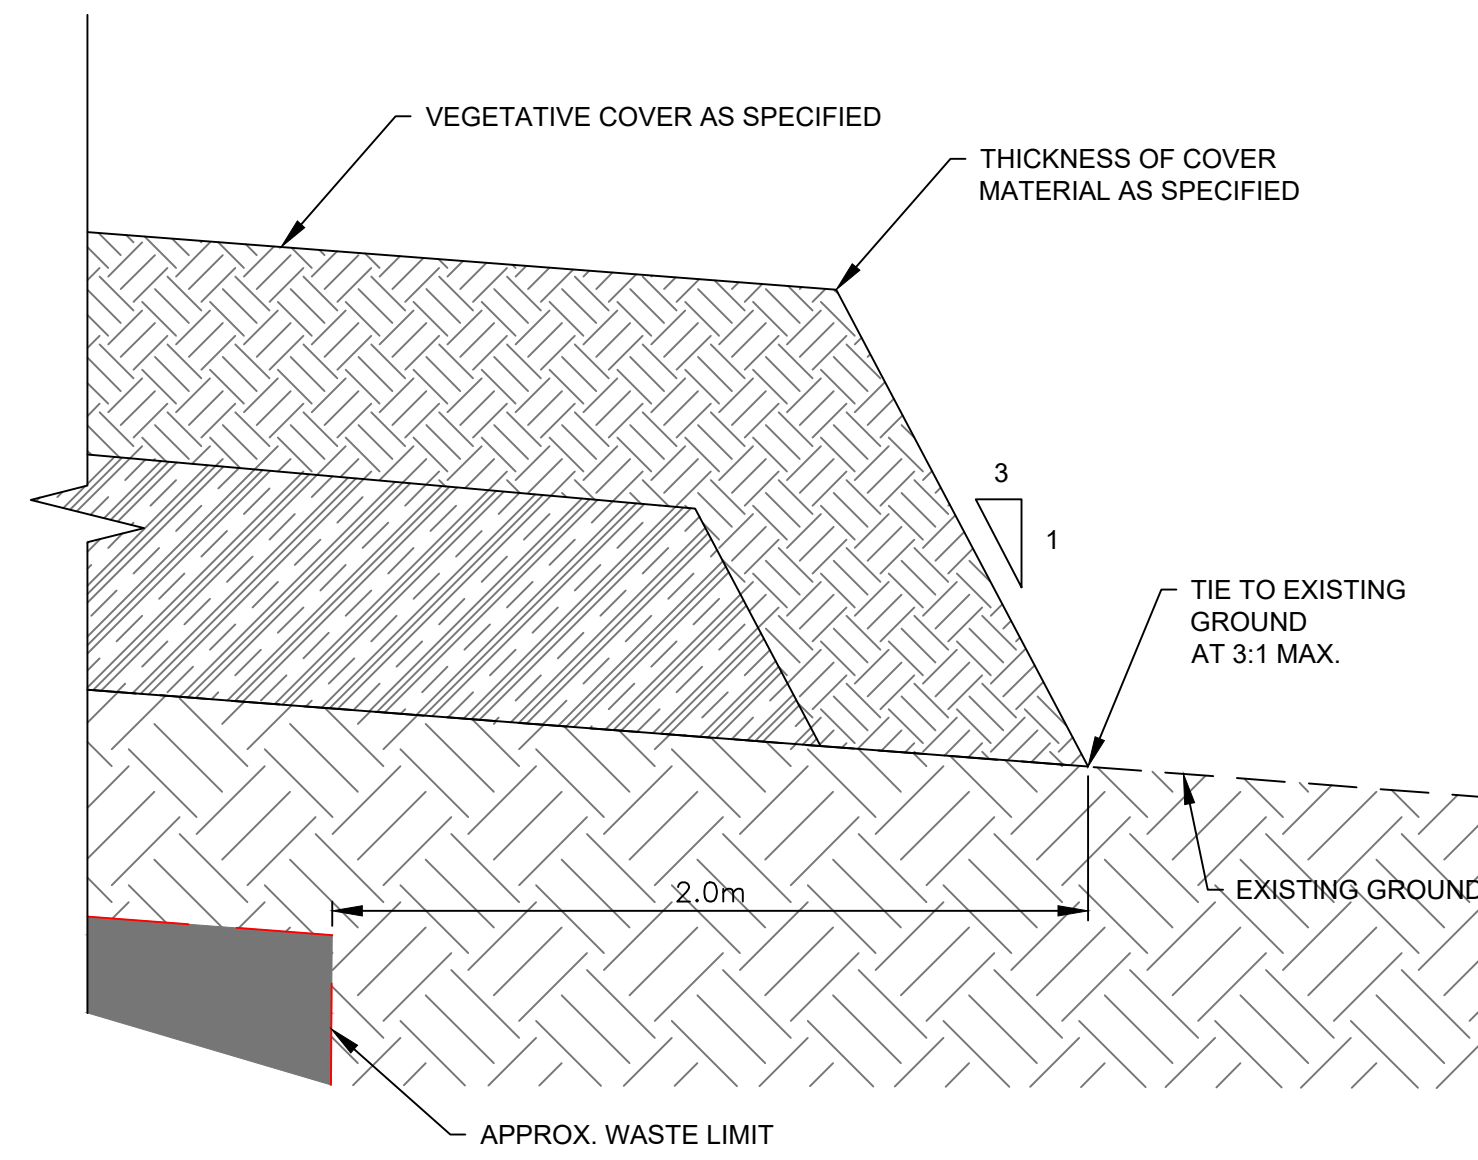 VEGETATIVE COVER AS SPECIFIED
THICKNESS OF COVER
MATERIAL AS SPECIFIED
3
1
TIE TO EXISTING
GROUND
AT 3:1 MAX.
2.0m
EXISTING GROUND
APPROX. WASTE LIMIT